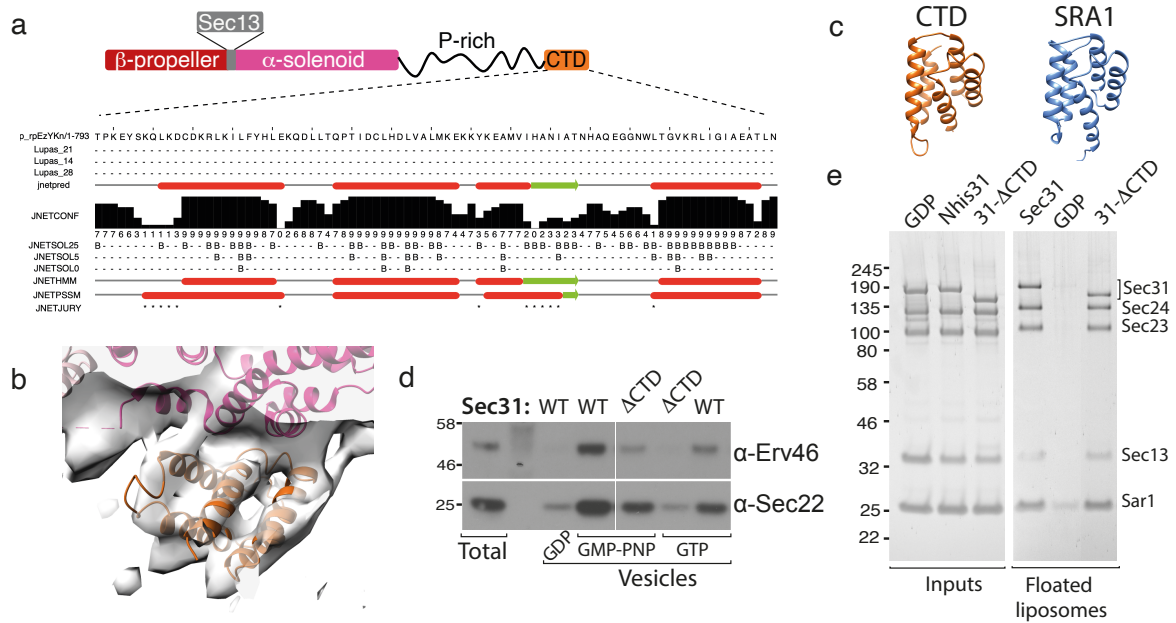 a
Sec13
β-propeller
α-solenoid
P-rich
CTD
p_rpEzYKn/1-793
T P K E Y S K Q L K D C D K R L K I L F Y H L E K Q D L L T Q P T I D C L H D L V A L M K E K K Y K E A M V I H A N I A T N H A Q E G G N W L T G V K R L I G I A E A T L N
Lupas_21
Lupas_14
Lupas_28
jnetpred
JNETCONF
JNETSOL25
JNETSOL5
JNETSOL0
JNETHMM
JNETPSSM
JNETJURY
b
c
CTD
SRA1
d
Sec31:
WT
WT
ΔCTD
ΔCTD
WT
58
46
25
α-Erv46
α-Sec22
Total
GDP
GMP-PNP
GTP
Vesicles
e
GDP
Nhis31
31-ΔCTD
Sec31
GDP
31-ΔCTD
245
190
135
100
80
58
46
32
25
22
Sec31
Sec24
Sec23
Sec13
Sar1
Inputs
Floated
liposomes